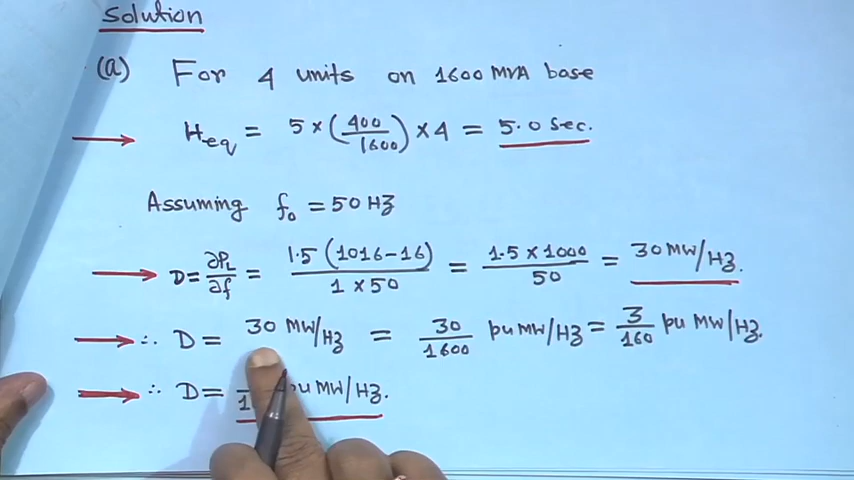 Solution
(a) For 4 units on 1600 MVA base
Heq = 5 × (400/1600) × 4 = 5.0 sec.
Assuming f₀ = 50 Hz
D = ∂PL/∂f = 1.5 (1016-16)/1 × 50 = 1.5 × 1000/50 = 30 MW/Hz.
∴ D = 30 MW/Hz = 30/1600 pu MW/Hz = 3/160 pu MW/Hz.
∴ D = pu MW/Hz.